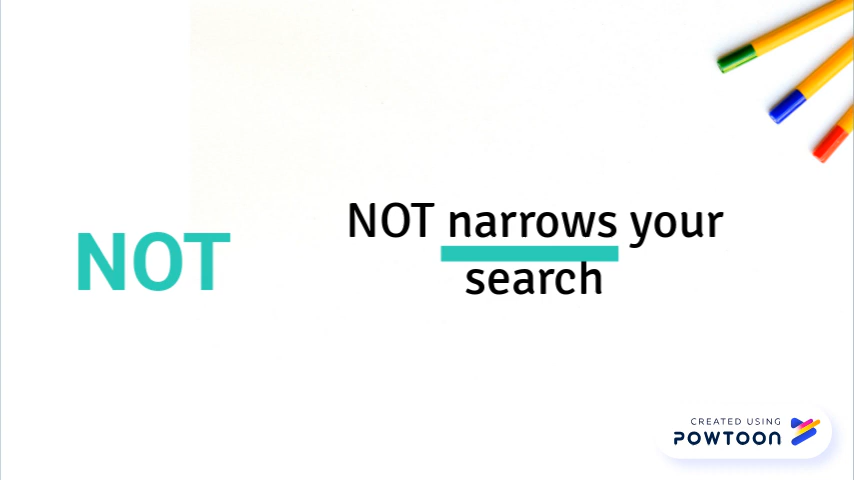 NOT
NOT narrows your
search
CREATED USING
POWTOON